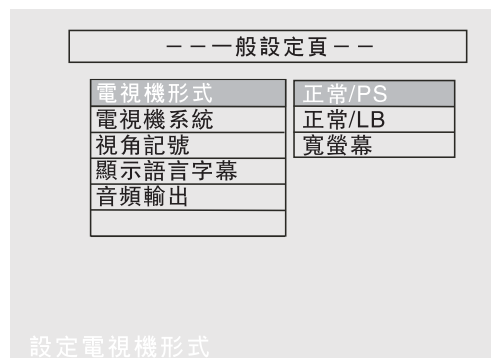 －－一般設定頁－－
電視機形式
電視機系統
視角記號
顯示語言字幕
音頻輸出
正常/PS
正常/LB
寬螢幕
設定電視機形式